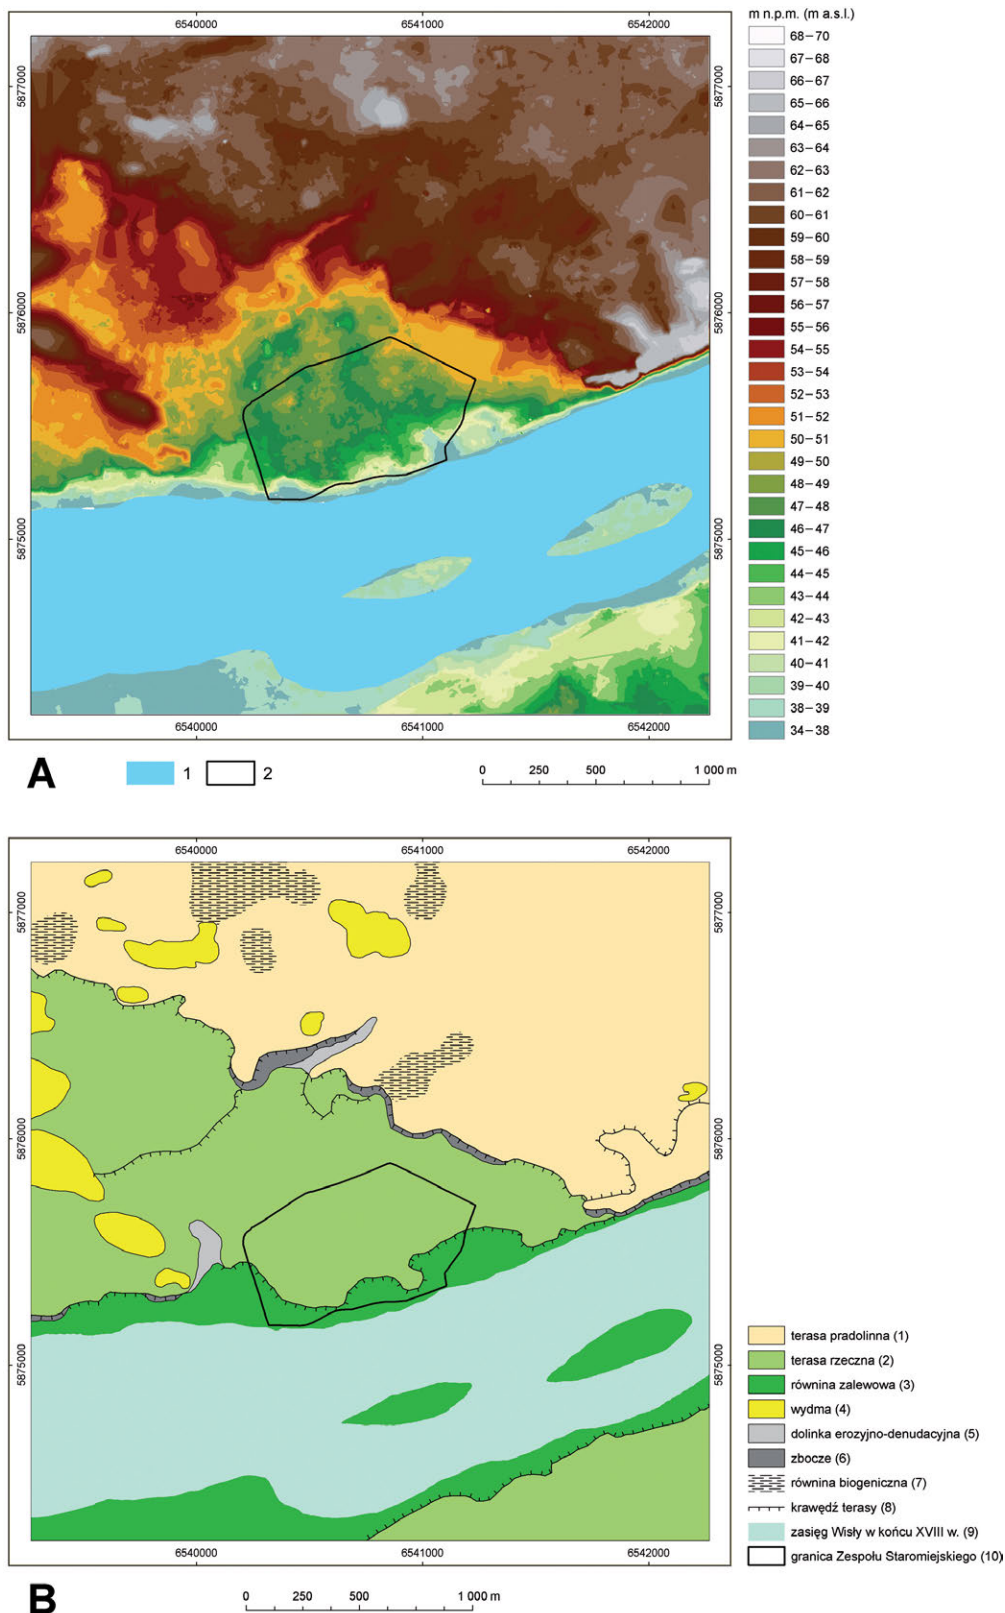 6540000 6541000 6542000
5877000
5876000
5875000
5877000
5876000
5875000
6540000 6541000 6542000
m n.p.m. (m a.s.l.)
68–70
67–68
66–67
65–66
64–65
63–64
62–63
61–62
60–61
59–60
58–59
57–58
56–57
55–56
54–55
53–54
52–53
51–52
50–51
49–50
48–49
47–48
46–47
45–46
44–45
43–44
42–43
41–42
40–41
39–40
38–39
34–38
A
1
2
0 250 500 1 000 m
6540000 6541000 6542000
5877000
5876000
5875000
5877000
5876000
5875000
6540000 6541000 6542000
terasa pradolinna (1)
terasa rzeczna (2)
równina zalewowa (3)
wydma (4)
dolinka erozyjno-denudacyjna (5)
zbocze (6)
równina biogeniczna (7)
krawędź terasy (8)
zasięg Wisły w końcu XVIII w. (9)
granica Zespołu Staromiejskiego (10)
B
0 250 500 1 000 m